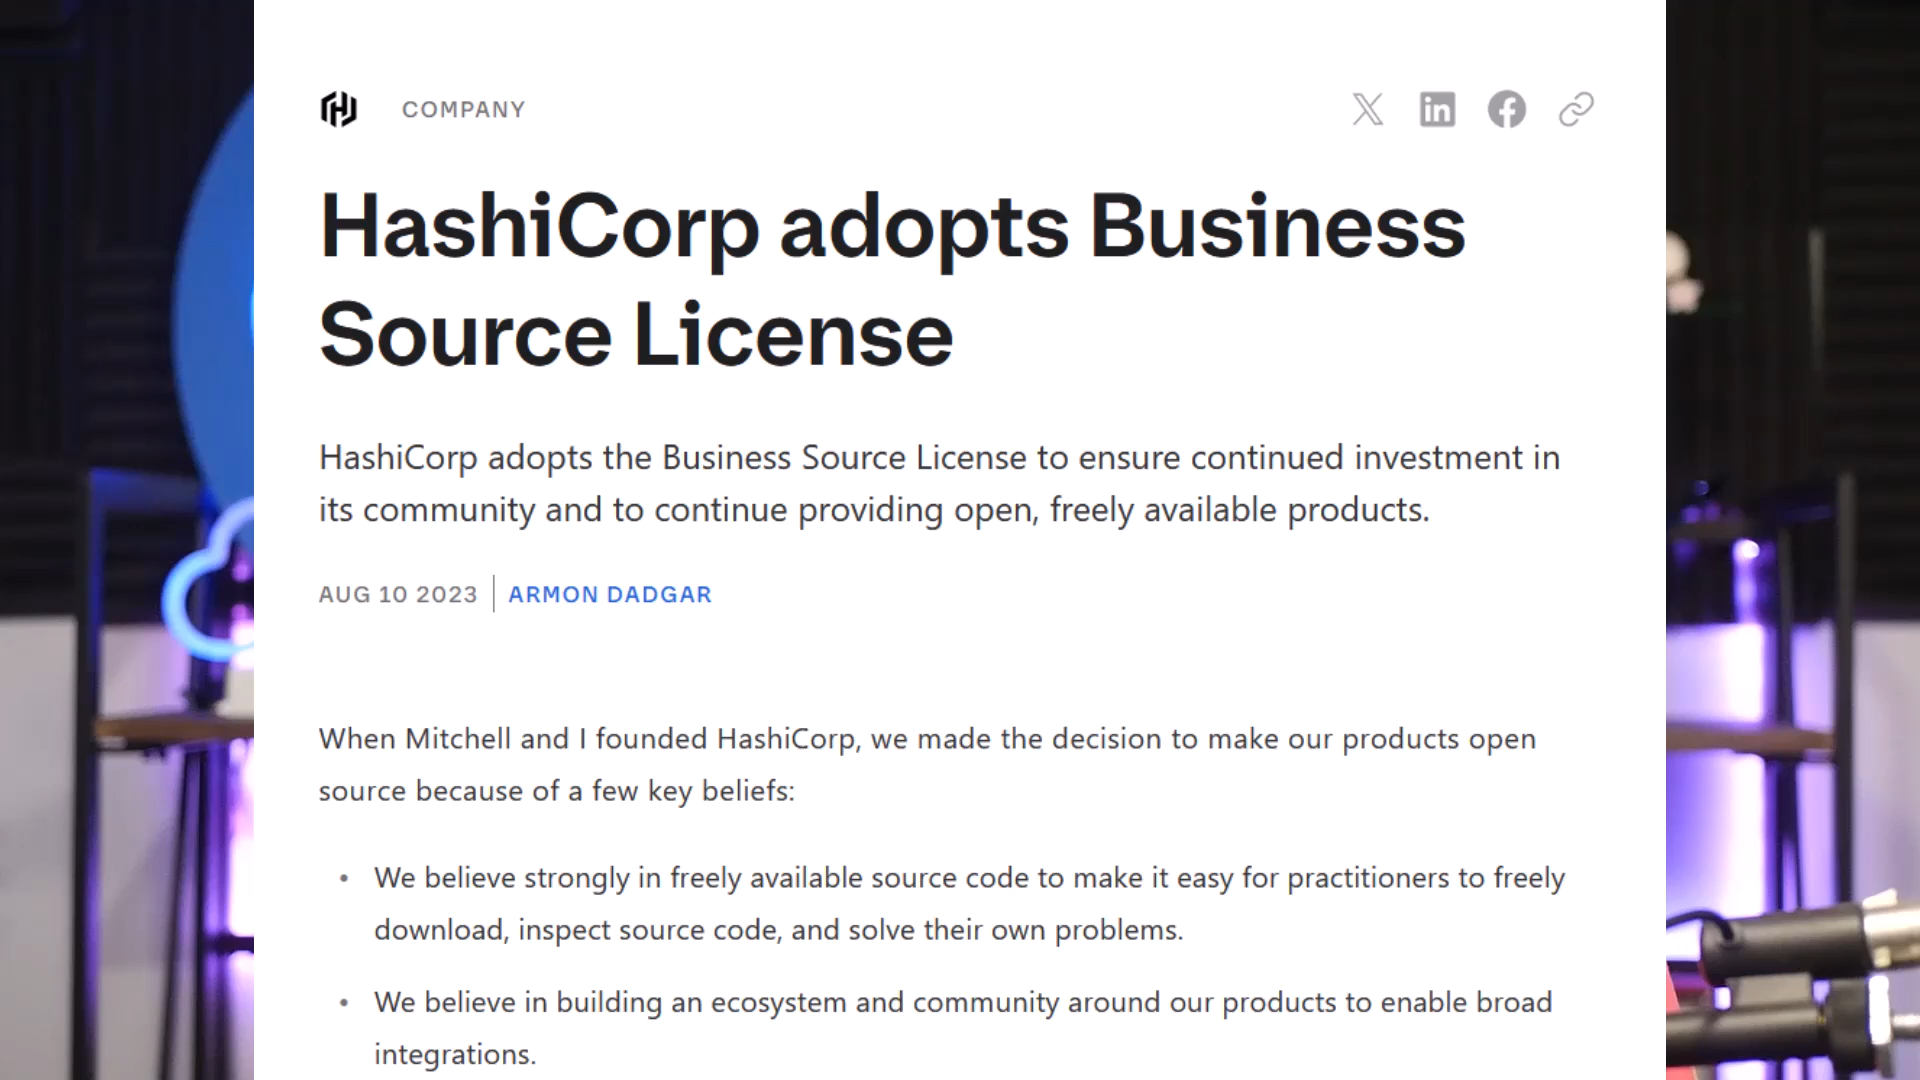 COMPANY
HashiCorp adopts Business
Source License
HashiCorp adopts the Business Source License to ensure continued investment in
its community and to continue providing open, freely available products.
AUG 10 2023 | ARMON DADGAR
When Mitchell and I founded HashiCorp, we made the decision to make our products open
source because of a few key beliefs:
• We believe strongly in freely available source code to make it easy for practitioners to freely
download, inspect source code, and solve their own problems.
• We believe in building an ecosystem and community around our products to enable broad
integrations.